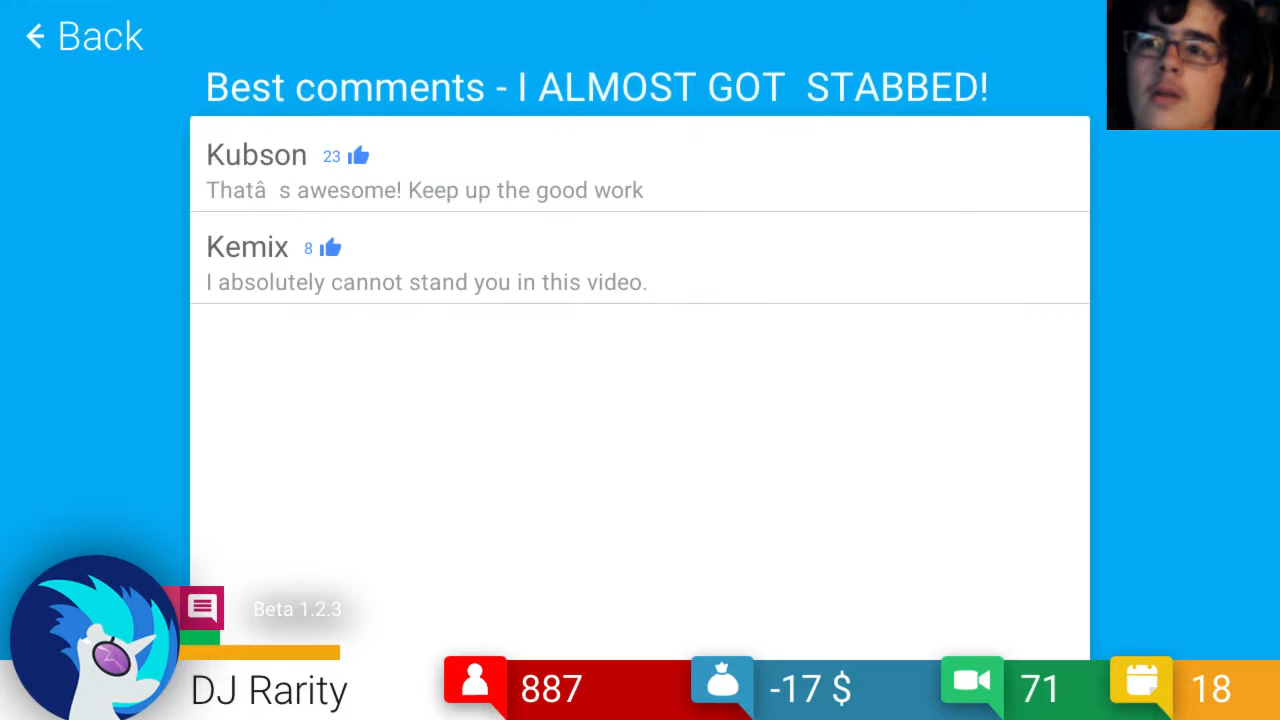 Back
Best comments - I ALMOST GOT  STABBED!
Kubson 23
Thatâ  s awesome! Keep up the good work
Kemix 8
I absolutely cannot stand you in this video.
Beta 1.2.3
DJ Rarity 887 -17 $ 71 18